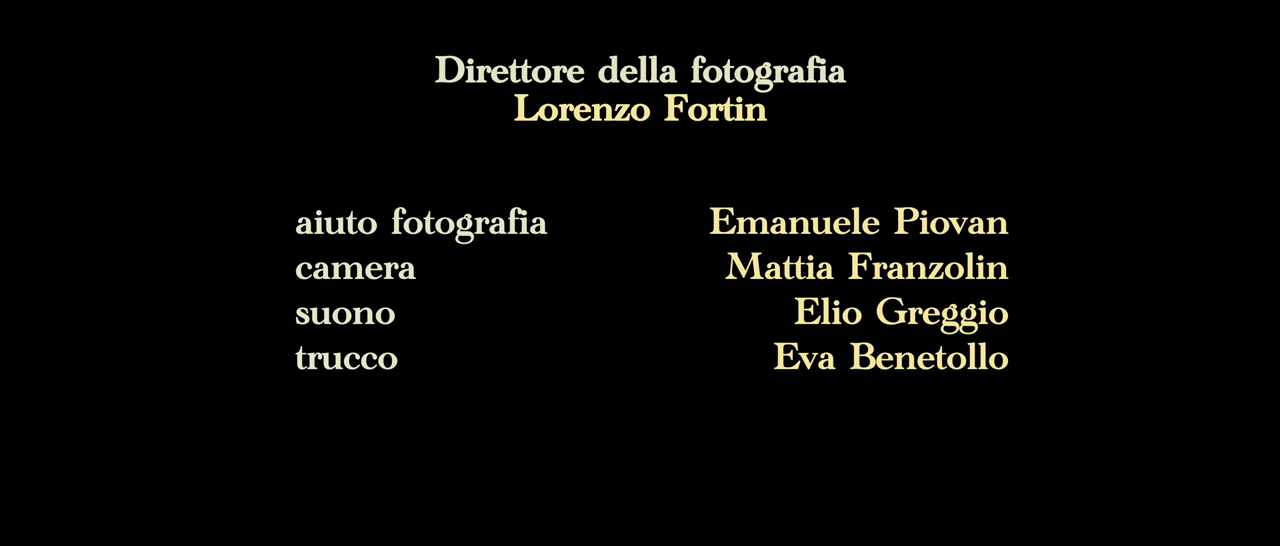 Direttore della fotografia
Lorenzo Fortin
aiuto fotografia Emanuele Piovan
camera Mattia Franzolin
suono Elio Greggio
trucco Eva Benetollo